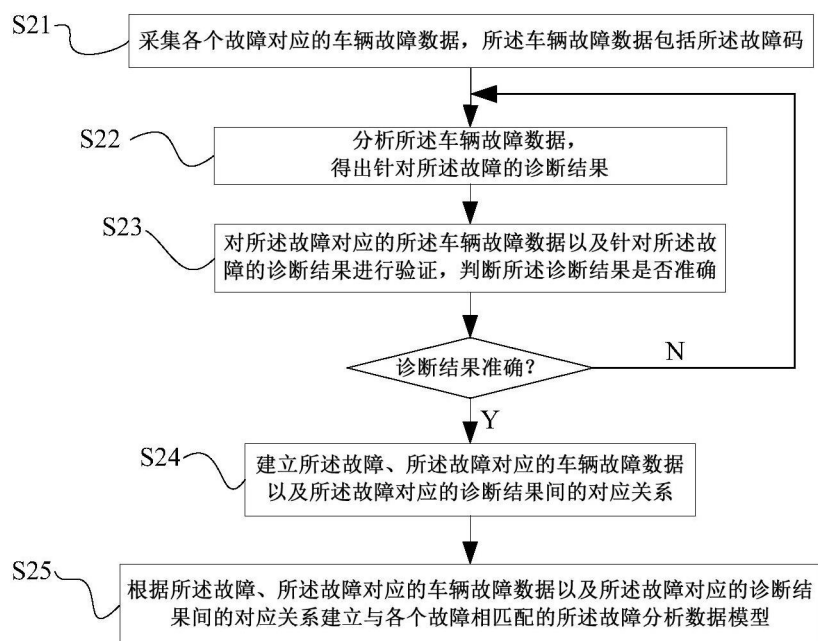 S21
采集各个故障对应的车辆故障数据，所述车辆故障数据包括所述故障码
S22
分析所述车辆故障数据，
得出针对所述故障的诊断结果
S23
对所述故障对应的所述车辆故障数据以及针对所述故
障的诊断结果进行验证，判断所述诊断结果是否准确
诊断结果准确？
N
Y
S24
建立所述故障、所述故障对应的车辆故障数据
以及所述故障对应的诊断结果间的对应关系
S25
根据所述故障、所述故障对应的车辆故障数据以及所述故障对应的诊断结
果间的对应关系建立与各个故障相匹配的所述故障分析数据模型